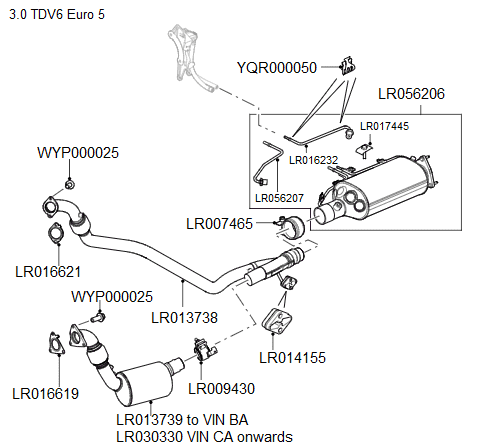 3.0 TDV6 Euro 5
YQR000050
LR056206
LR017445
WYP000025
LR016232
LR056207
LR007465
LR016621
WYP000025
LR013738
LR014155
LR016619
LR009430
LR013739 to VIN BA
LR030330 VIN CA onwards